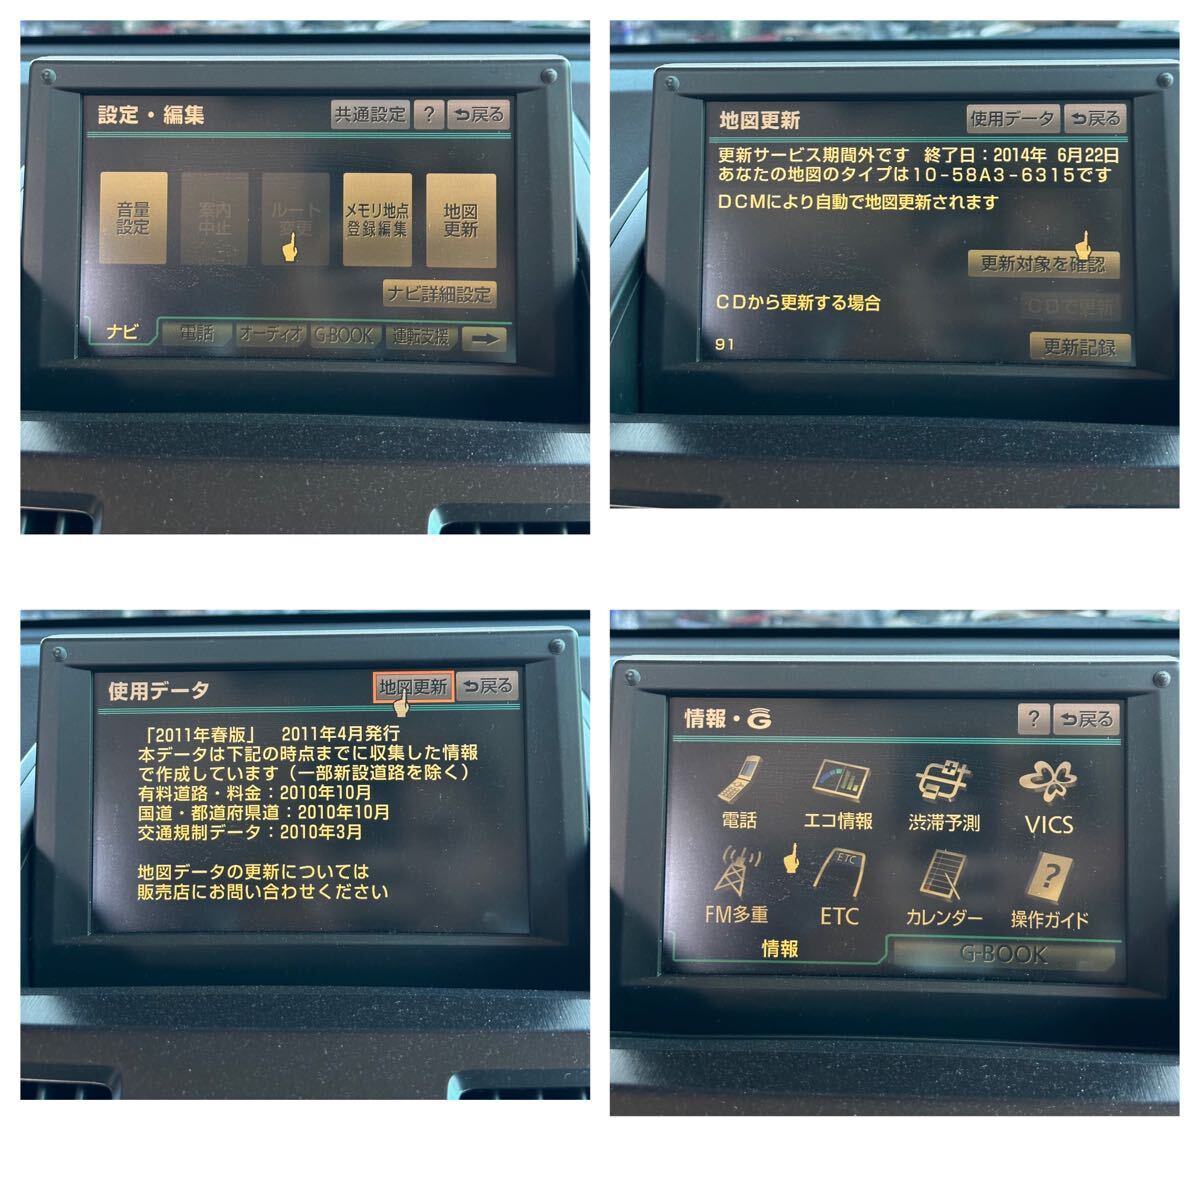 設定・編集
共通設定
?
戻る
音量
設定
案内
中止
ルート
変更
メモリ地点
登録編集
地図
更新
ナビ詳細設定
ナビ
電話
オーディオ
G-BOOK
運転支援
地図更新
使用データ
戻る
更新サービス期間外です 終了日：2014年 6月22日
あなたの地図のタイプは10-58A3-6315です
DCMにより自動で地図更新されます
更新対象を確認
CDから更新する場合
CDで更新
91
更新記録
使用データ
地図更新
戻る
「2011年春版」 2011年4月発行
本データは下記の時点までに収集した情報
で作成しています（一部新設道路を除く）
有料道路・料金：2010年10月
国道・都道府県道：2010年10月
交通規制データ：2010年3月
地図データの更新については
販売店にお問い合わせください
情報・G
?
戻る
電話
エコ情報
渋滞予測
VICS
ETC
?
FM多重
ETC
カレンダー
操作ガイド
情報
G-BOOK